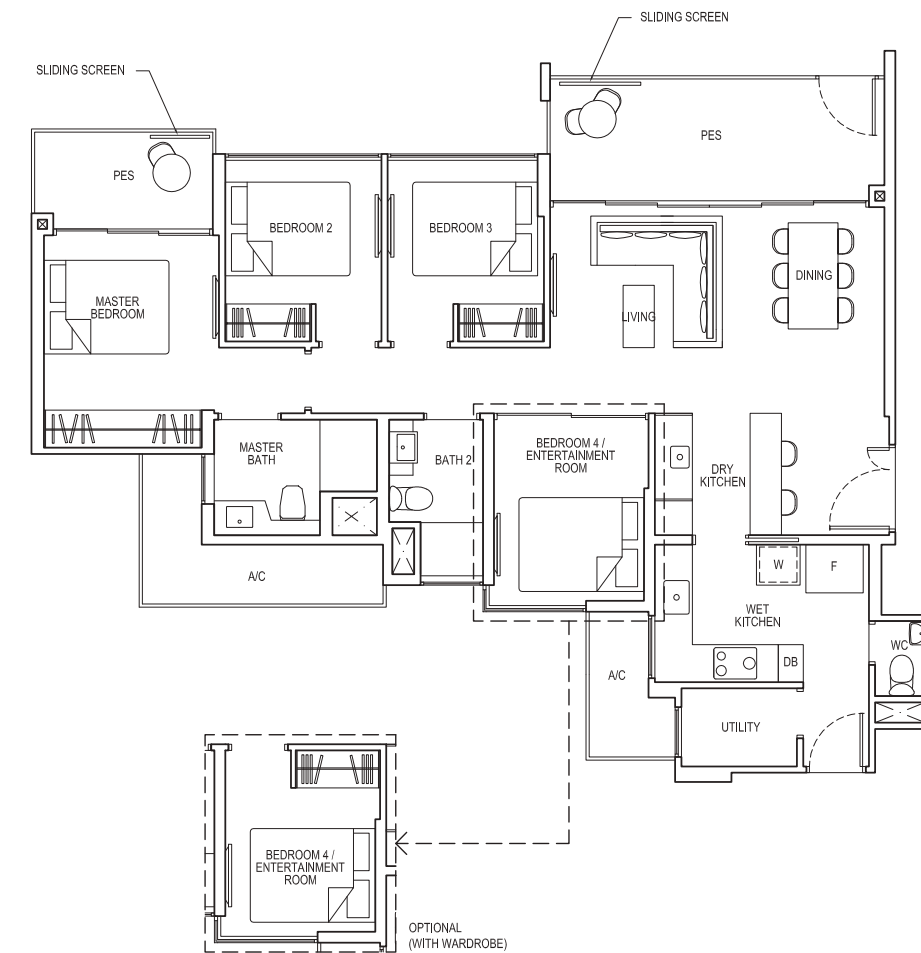 SLIDING SCREEN
SLIDING SCREEN
PES
PES
BEDROOM 2
BEDROOM 3
MASTER
BEDROOM
LIVING
DINING
MASTER
BATH
BATH 2
BEDROOM 4 /
ENTERTAINMENT
ROOM
DRY
KITCHEN
A/C
W
F
WET
KITCHEN
WC
A/C
DB
UTILITY
BEDROOM 4 /
ENTERTAINMENT
ROOM
OPTIONAL
(WITH WARDROBE)